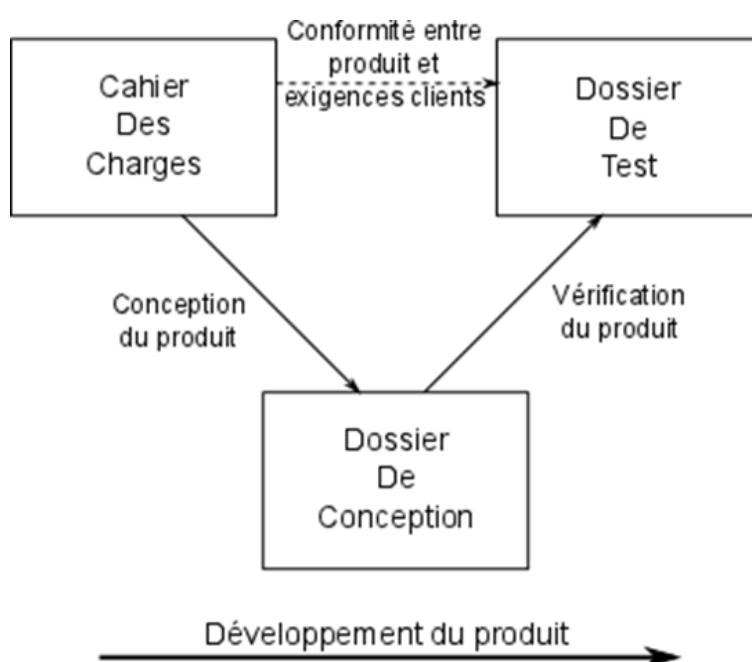 Conformité entre
produit et
exigences clients
Cahier
Des
Charges
Dossier
De
Test
Conception
du produit
Vérification
du produit
Dossier
De
Conception
Développement du produit